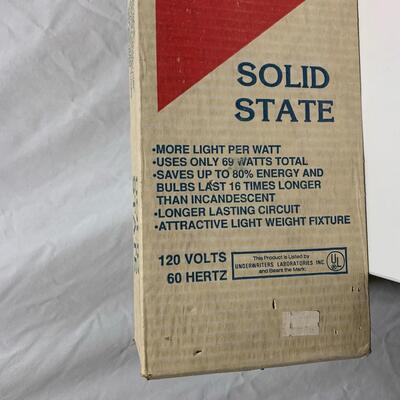 SOLID
STATE
•MORE LIGHT PER WATT
•USES ONLY 69 WATTS TOTAL
•SAVES UP TO 80% ENERGY AND
BULBS LAST 16 TIMES LONGER
THAN INCANDESCENT
•LONGER LASTING CIRCUIT
•ATTRACTIVE LIGHT WEIGHT FIXTURE
120 VOLTS
60 HERTZ
This Product is Listed by
UNDERWRITERS LABORATORIES INC.
and Bears the Mark:
UL